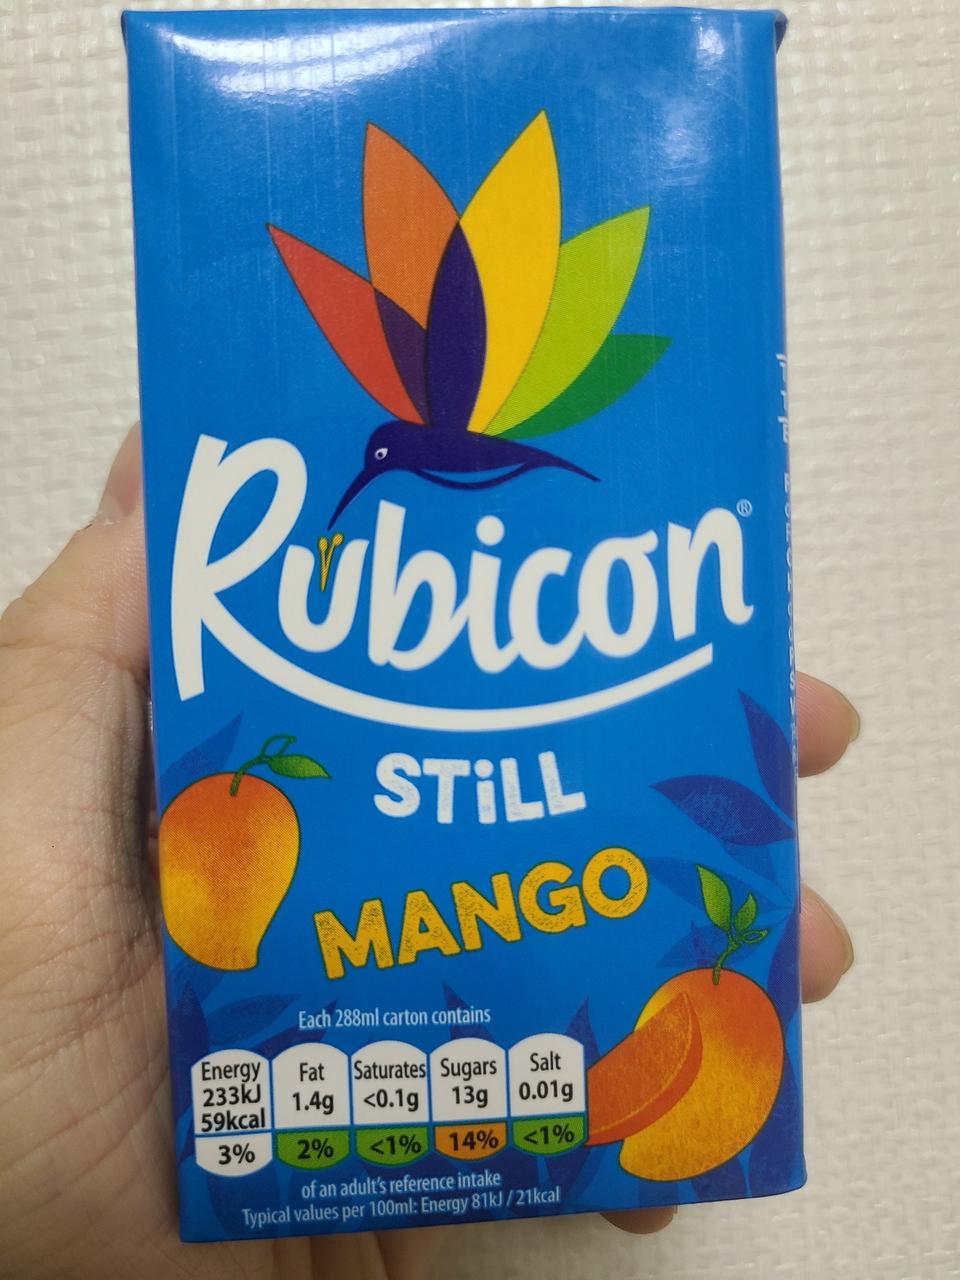 Rubicon®
STiLL
MANGO
Each 288ml carton contains
Energy
233kJ
59kcal
3%
Fat
1.4g
2%
Saturates
<0.1g
<1%
Sugars
13g
14%
Salt
0.01g
<1%
of an adult's reference intake
Typical values per 100ml: Energy 81kJ / 21kcal